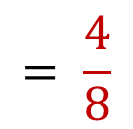 = 4/8